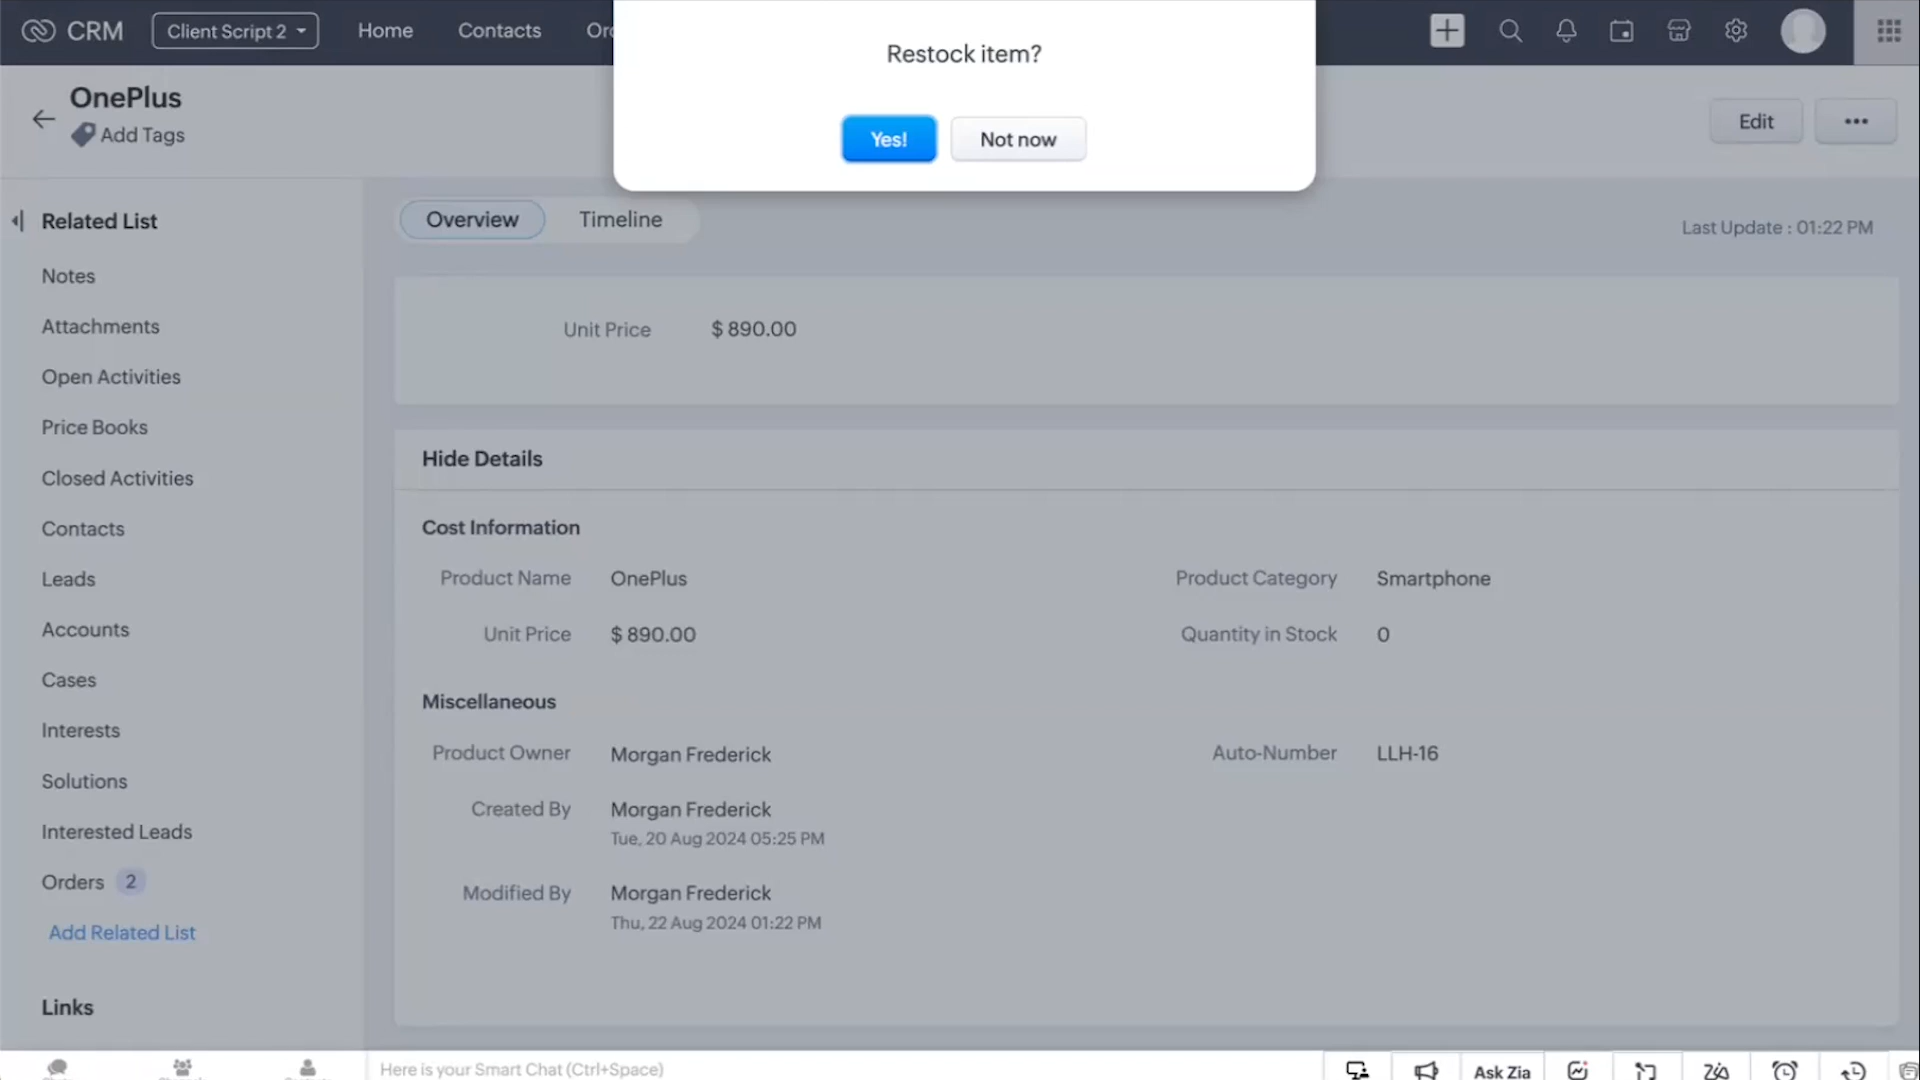 CRM
Client Script 2
Home
Contacts
Restock item?
Yes!
Not now
OnePlus
Add Tags
Edit
Related List
Notes
Attachments
Open Activities
Price Books
Closed Activities
Contacts
Leads
Accounts
Cases
Interests
Solutions
Interested Leads
Orders 2
Add Related List
Links
Overview
Timeline
Last Update : 01:22 PM
Unit Price $ 890.00
Hide Details
Cost Information
Product Name OnePlus
Product Category Smartphone
Unit Price $ 890.00
Quantity in Stock 0
Miscellaneous
Product Owner Morgan Frederick
Auto-Number LLH-16
Created By Morgan Frederick
Tue, 20 Aug 2024 05:25 PM
Modified By Morgan Frederick
Thu, 22 Aug 2024 01:22 PM
Here is your Smart Chat (Ctrl+Space)
Ask Zia